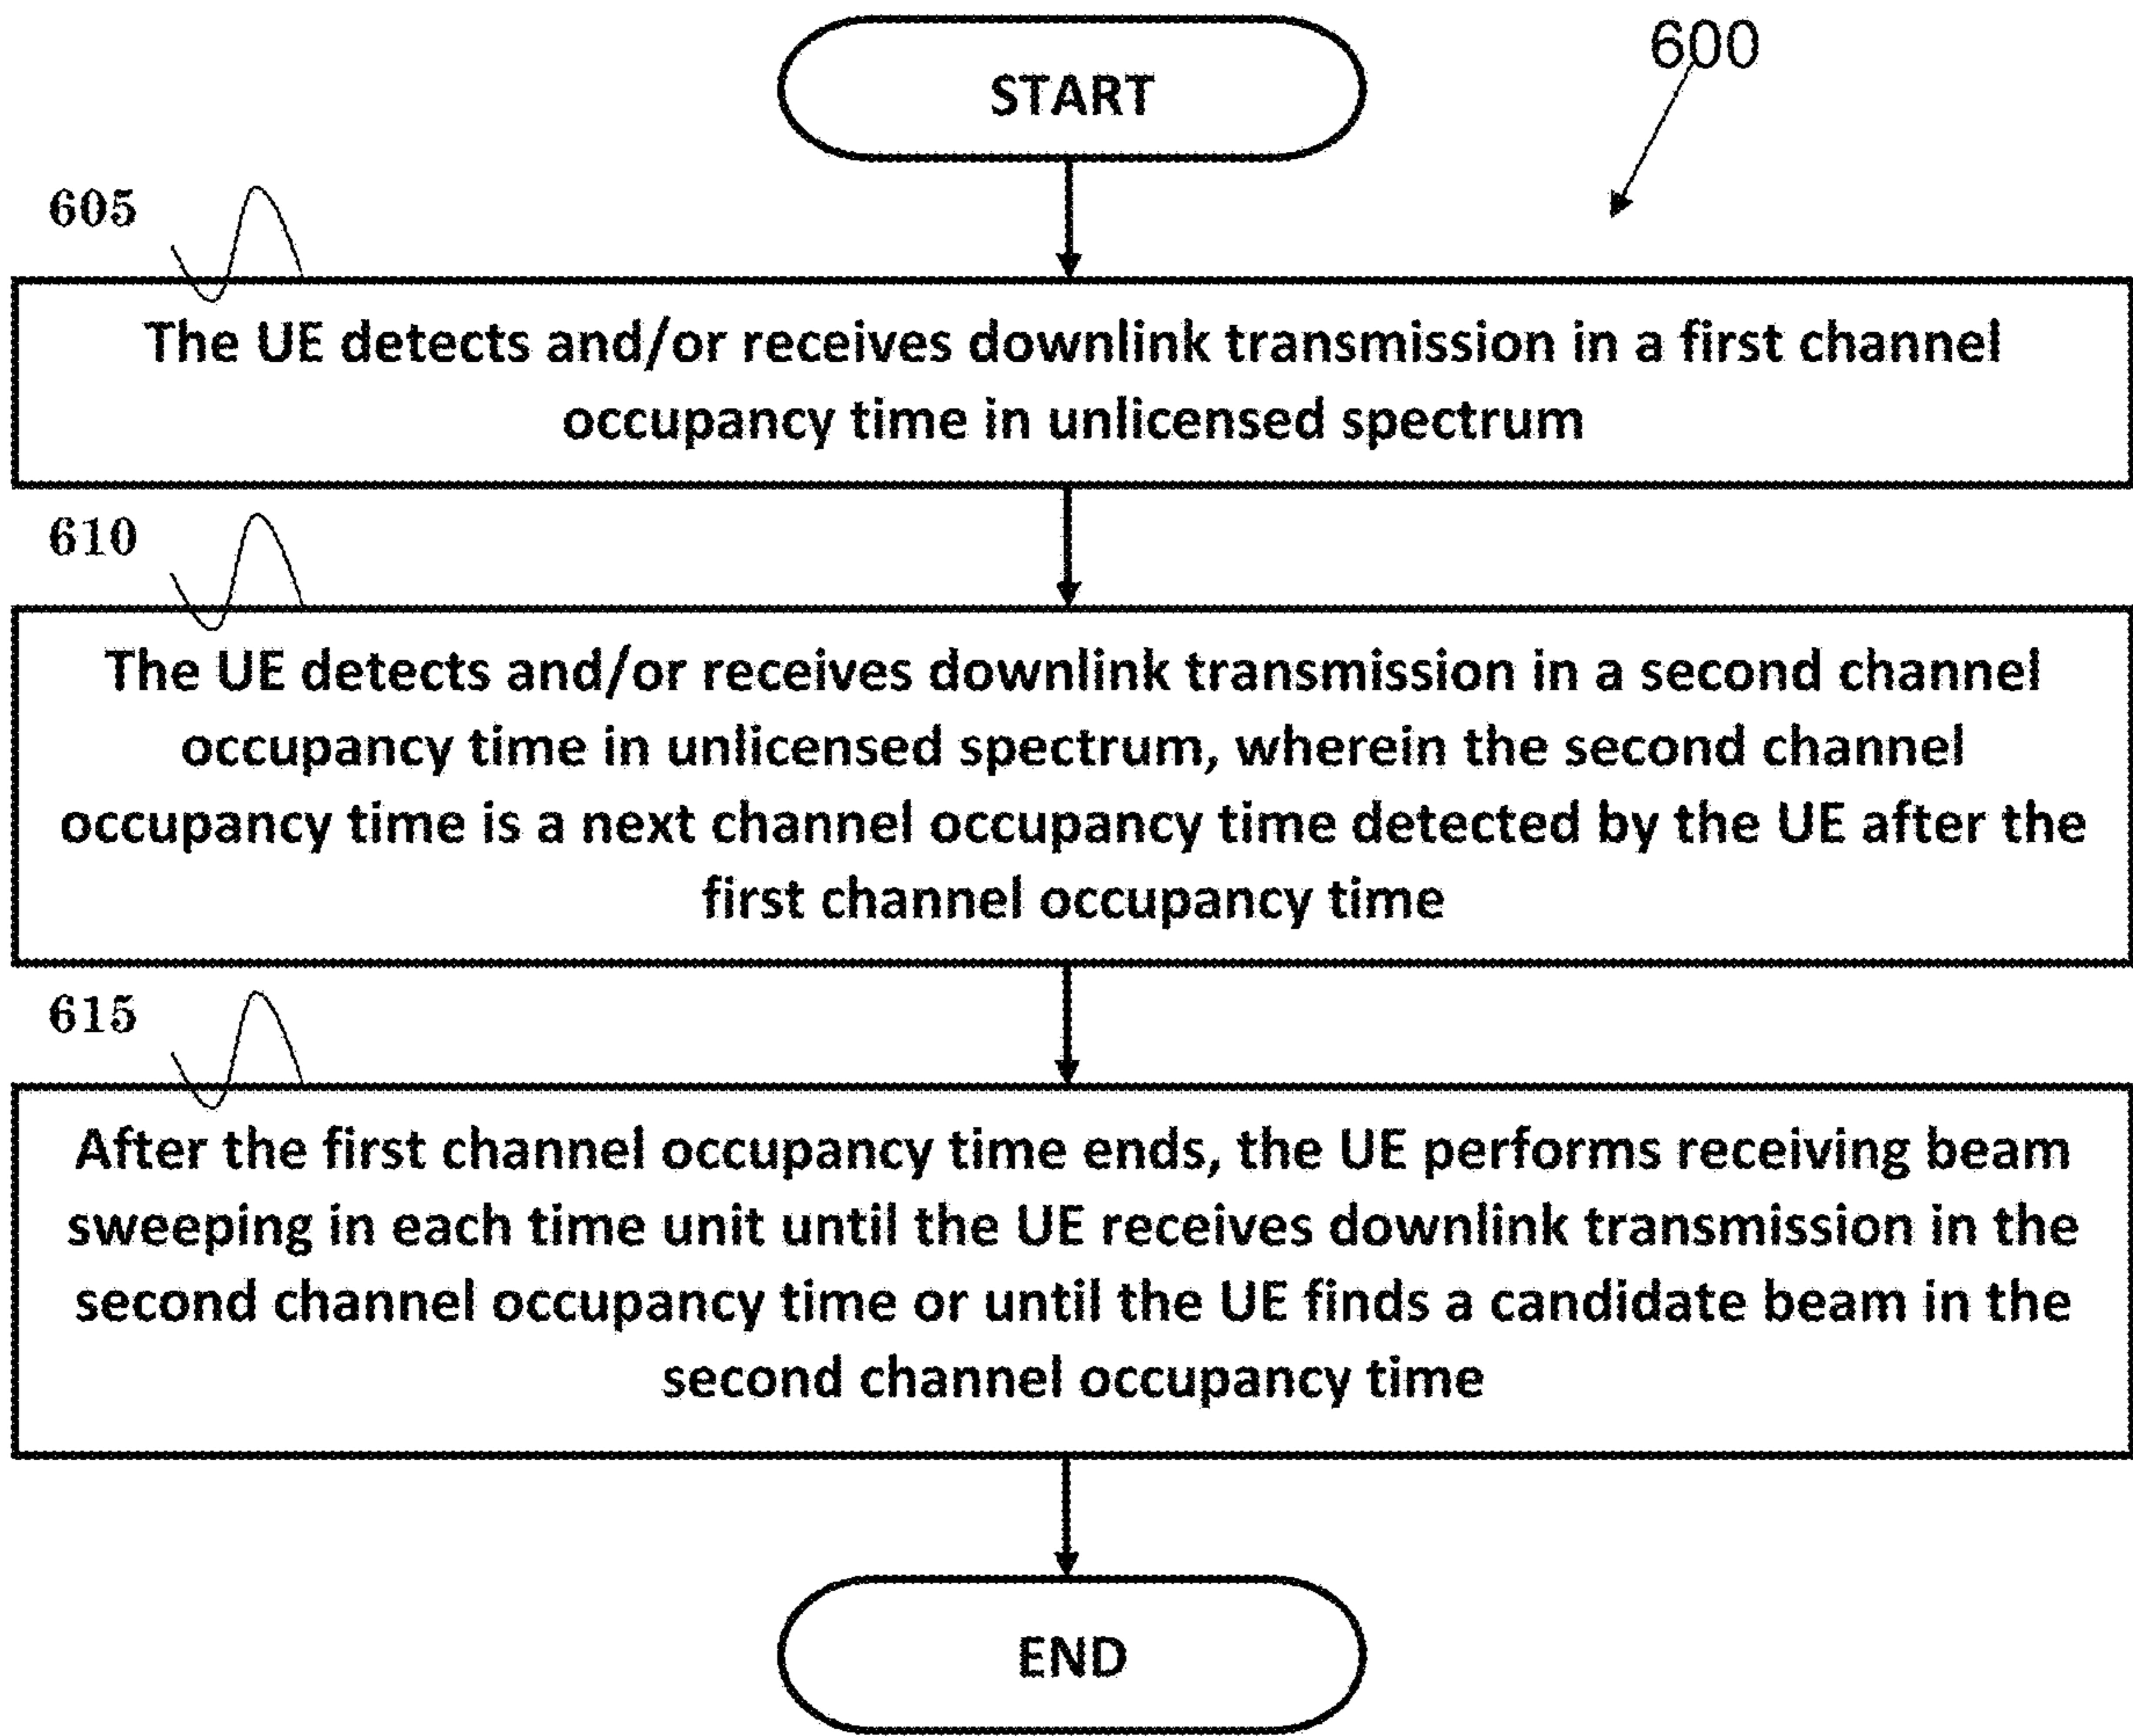 START
600
605
The UE detects and/or receives downlink transmission in a first channel
occupancy time in unlicensed spectrum
610
The UE detects and/or receives downlink transmission in a second channel
occupancy time in unlicensed spectrum, wherein the second channel
occupancy time is a next channel occupancy time detected by the UE after the
first channel occupancy time
615
After the first channel occupancy time ends, the UE performs receiving beam
sweeping in each time unit until the UE receives downlink transmission in the
second channel occupancy time or until the UE finds a candidate beam in the
second channel occupancy time
END